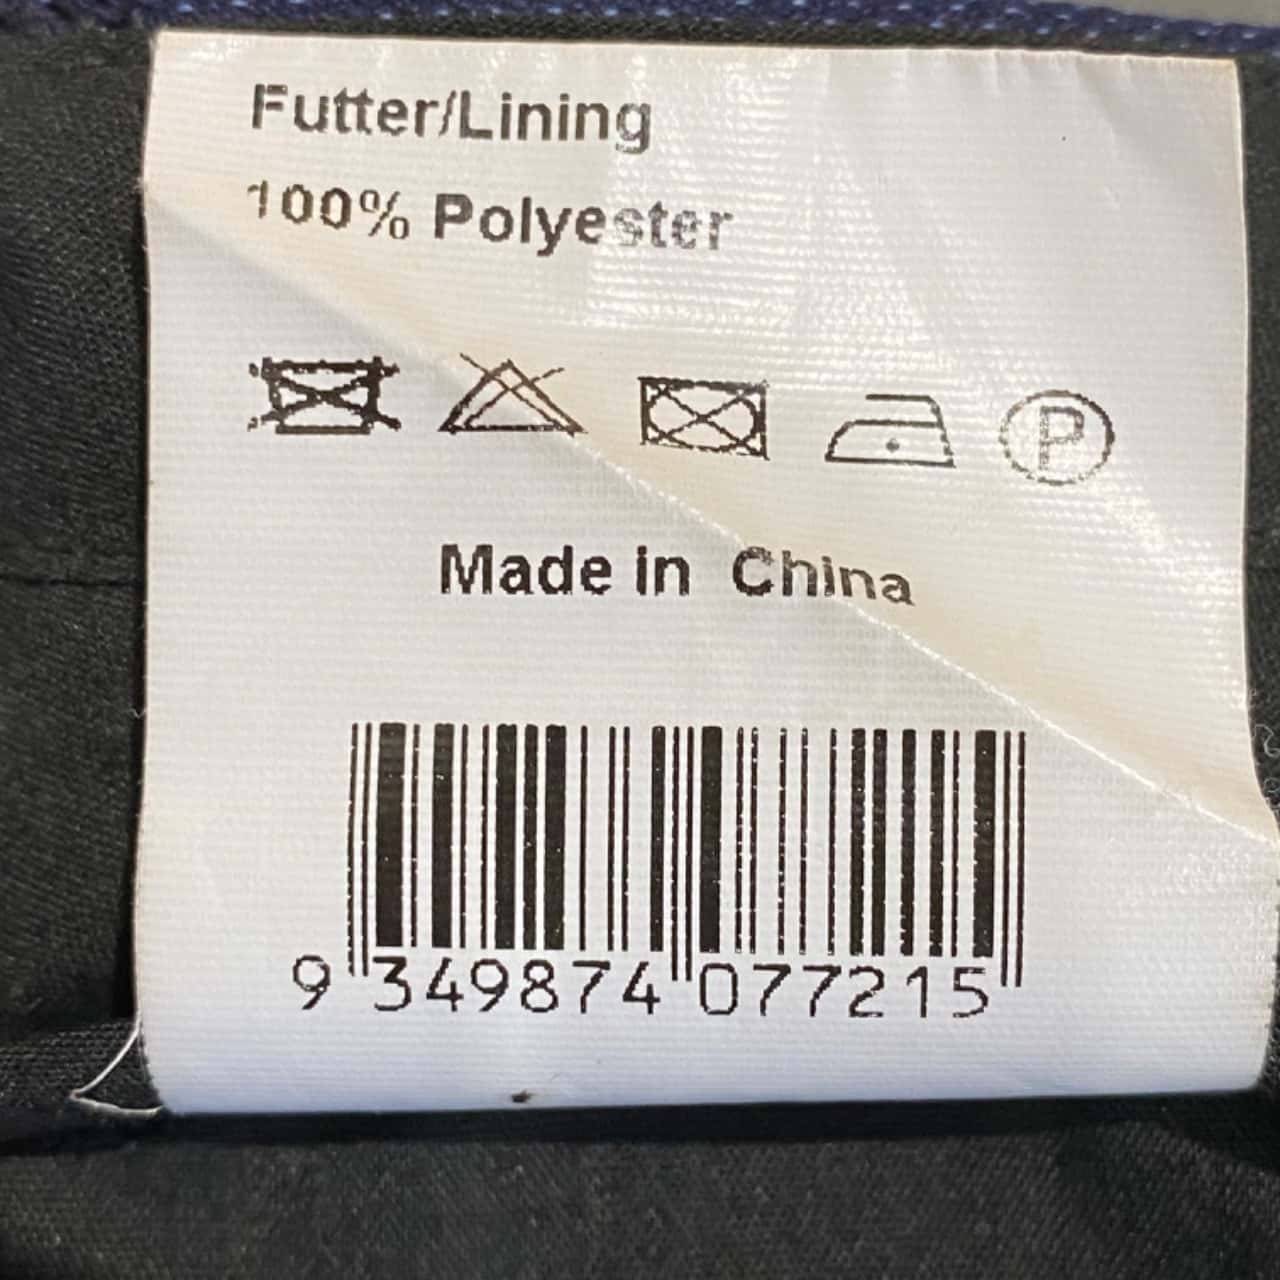 Futter/Lining
100% Polyester
P
Made in China
9 349874 077215